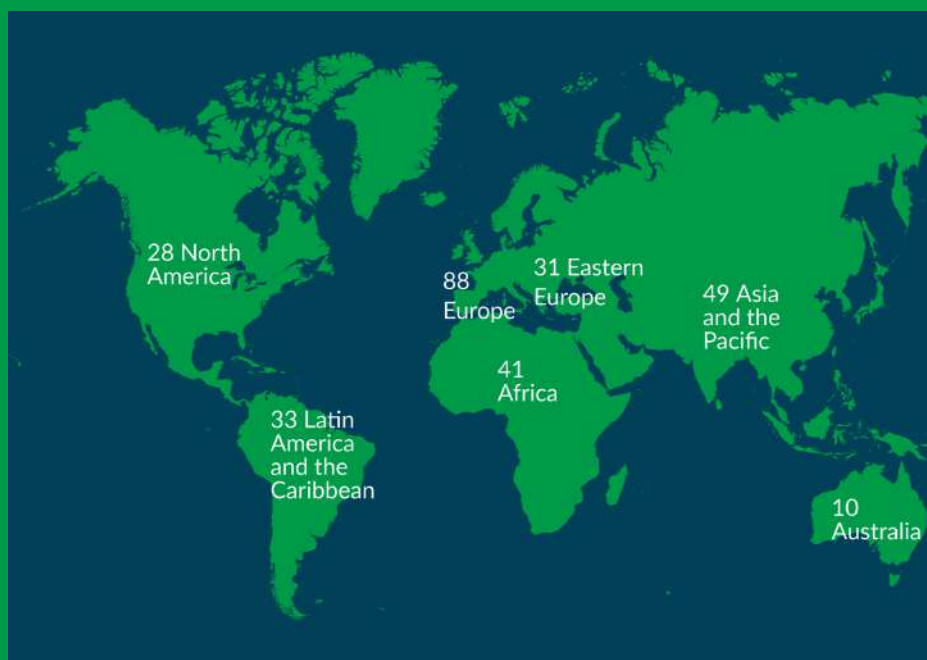 28 North
America
88
Europe
31 Eastern
Europe
49 Asia
and the
Pacific
41
Africa
33 Latin
America
and the
Caribbean
10
Australia